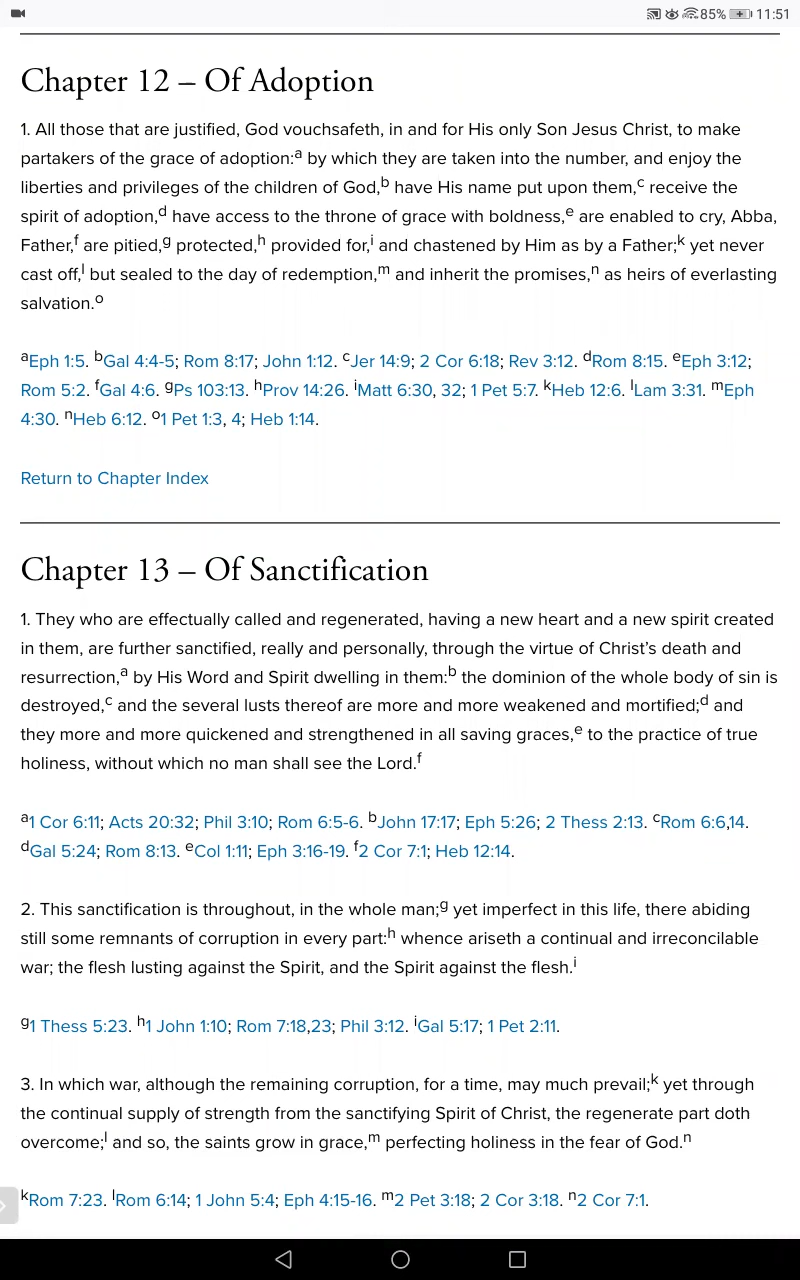 85% 11:51
Chapter 12 – Of Adoption
1. All those that are justified, God vouchsafeth, in and for His only Son Jesus Christ, to make
partakers of the grace of adoption:a by which they are taken into the number, and enjoy the
liberties and privileges of the children of God,b have His name put upon them,c receive the
spirit of adoption,d have access to the throne of grace with boldness,e are enabled to cry, Abba,
Father,f are pitied,g protected,h provided for,i and chastened by Him as by a Father;k yet never
cast off,l but sealed to the day of redemption,m and inherit the promises,n as heirs of everlasting
salvation.o
aEph 1:5. bGal 4:4-5; Rom 8:17; John 1:12. cJer 14:9; 2 Cor 6:18; Rev 3:12. dRom 8:15. eEph 3:12;
Rom 5:2. fGal 4:6. gPs 103:13. hProv 14:26. iMatt 6:30, 32; 1 Pet 5:7. kHeb 12:6. lLam 3:31. mEph
4:30. nHeb 6:12. o1 Pet 1:3, 4; Heb 1:14.
Return to Chapter Index
Chapter 13 – Of Sanctification
1. They who are effectually called and regenerated, having a new heart and a new spirit created
in them, are further sanctified, really and personally, through the virtue of Christ's death and
resurrection,a by His Word and Spirit dwelling in them:b the dominion of the whole body of sin is
destroyed,c and the several lusts thereof are more and more weakened and mortified;d and
they more and more quickened and strengthened in all saving graces,e to the practice of true
holiness, without which no man shall see the Lord.f
a1 Cor 6:11; Acts 20:32; Phil 3:10; Rom 6:5-6. bJohn 17:17; Eph 5:26; 2 Thess 2:13. cRom 6:6,14.
dGal 5:24; Rom 8:13. eCol 1:11; Eph 3:16-19. f2 Cor 7:1; Heb 12:14.
2. This sanctification is throughout, in the whole man;g yet imperfect in this life, there abiding
still some remnants of corruption in every part:h whence ariseth a continual and irreconcilable
war; the flesh lusting against the Spirit, and the Spirit against the flesh.i
g1 Thess 5:23. h1 John 1:10; Rom 7:18,23; Phil 3:12. iGal 5:17; 1 Pet 2:11.
3. In which war, although the remaining corruption, for a time, may much prevail;k yet through
the continual supply of strength from the sanctifying Spirit of Christ, the regenerate part doth
overcome;l and so, the saints grow in grace,m perfecting holiness in the fear of God.n
kRom 7:23. lRom 6:14; 1 John 5:4; Eph 4:15-16. m2 Pet 3:18; 2 Cor 3:18. n2 Cor 7:1.